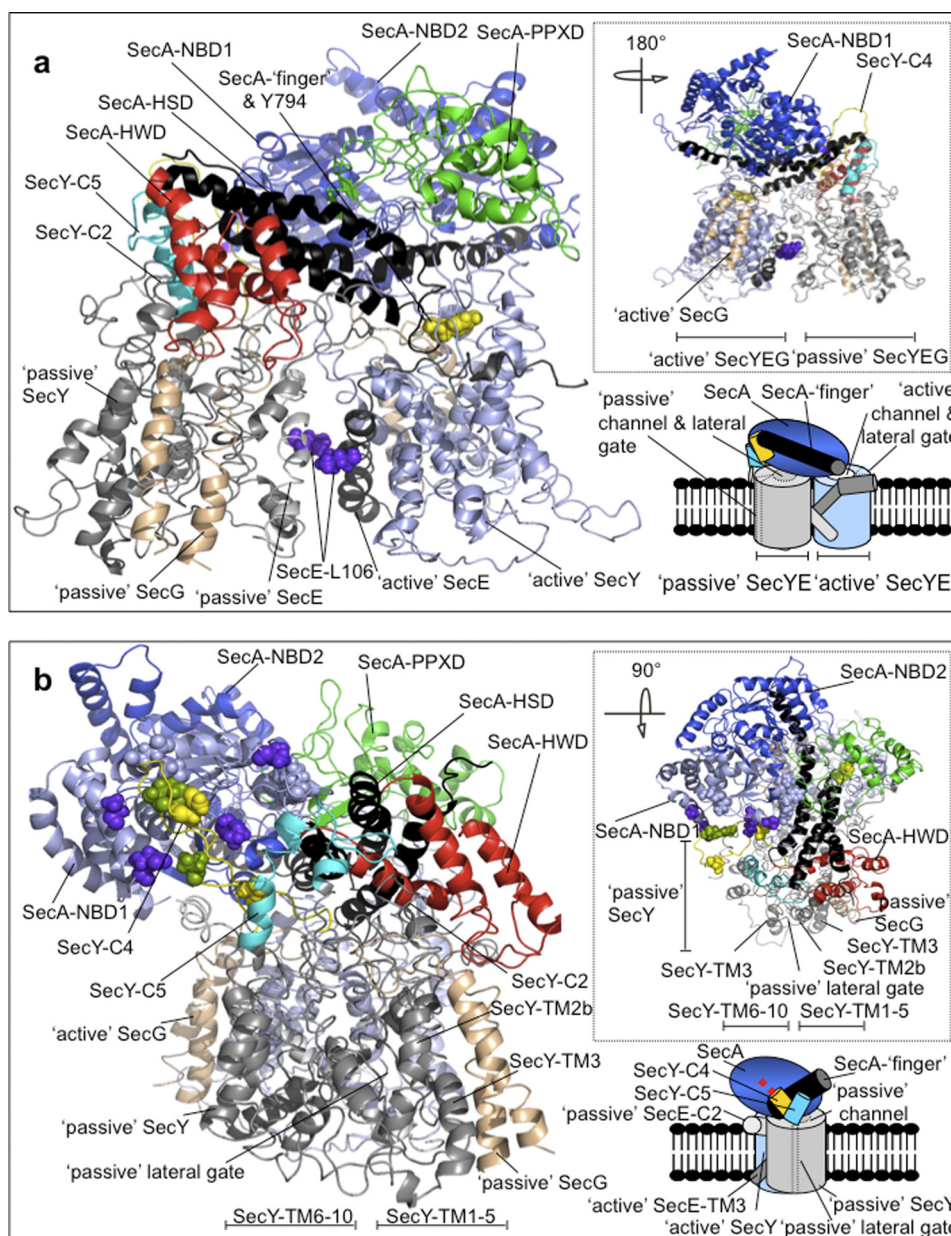 a
SecA-NBD1
SecA-NBD2
SecA-PPXD
SecA-‘finger’
& Y794
SecA-HSD
SecA-HWD
SecY-C5
SecY-C2
‘passive’
SecY
‘passive’ SecG
‘passive’ SecE
SecE-L106
‘active’ SecE
‘active’ SecY
180°
SecA-NBD1
SecY-C4
‘active’ SecG
‘active’ SecYEG
‘passive’ SecYEG
SecA
SecA-‘finger’
‘passive’
channel & lateral
gate
‘active’
channel &
lateral gate
‘passive’ SecYE
‘active’ SecYE
b
SecA-NBD2
SecA-PPXD
SecA-HSD
SecA-HWD
SecA-NBD1
SecY-C4
SecY-C5
SecY-C2
‘active’ SecG
SecY-TM2b
SecY-TM3
‘passive’ SecY
‘passive’ lateral gate
‘passive’ SecG
SecY-TM6-10
SecY-TM1-5
90°
SecA-NBD2
SecA-NBD1
SecA-HWD
‘passive’
SecY
‘passive’
SecG
SecY-TM3
SecY-TM3
SecY-TM2b
‘passive’ lateral gate
SecY-TM6-10
SecY-TM1-5
SecA
SecY-C4
SecY-C5
‘passive’ SecE-C2
SecA-‘finger’
‘passive’
channel
‘active’ SecE-TM3
‘passive’ SecY
‘active’ SecY
‘passive’ lateral gate